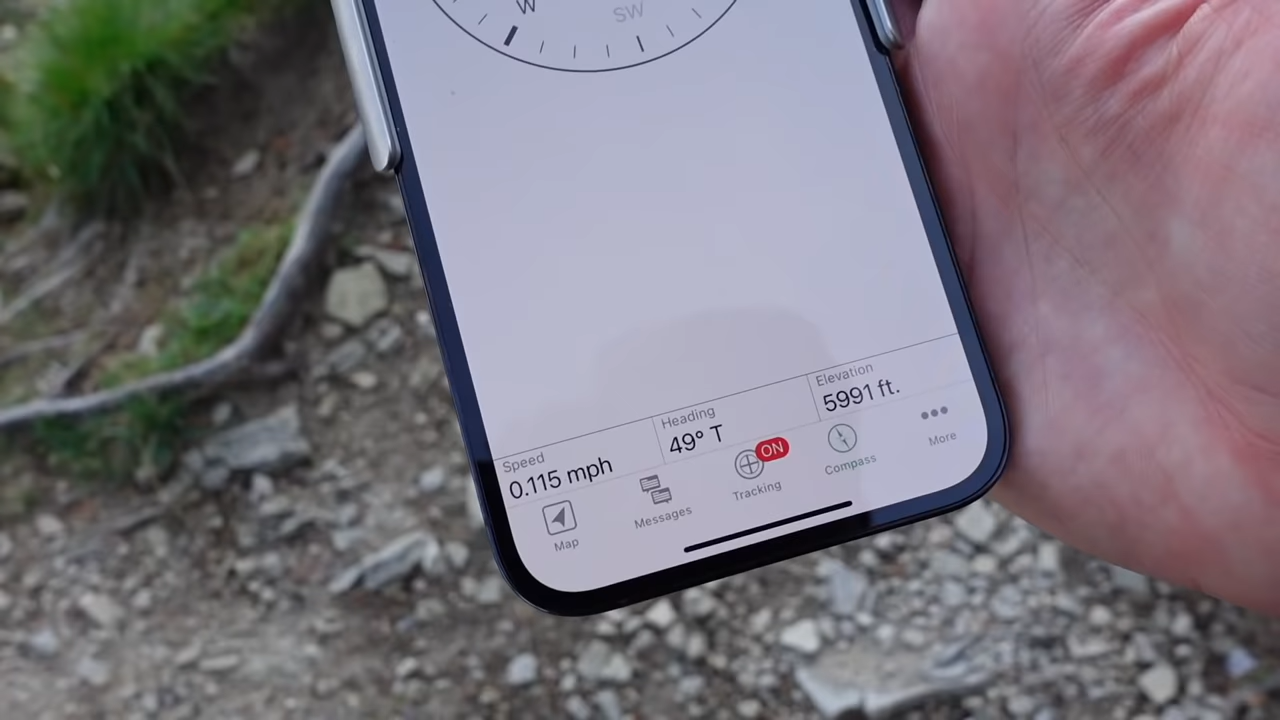 W
SW
Speed
0.115 mph
Heading
49° T
Elevation
5991 ft.
Map
Messages
Tracking
ON
Compass
More